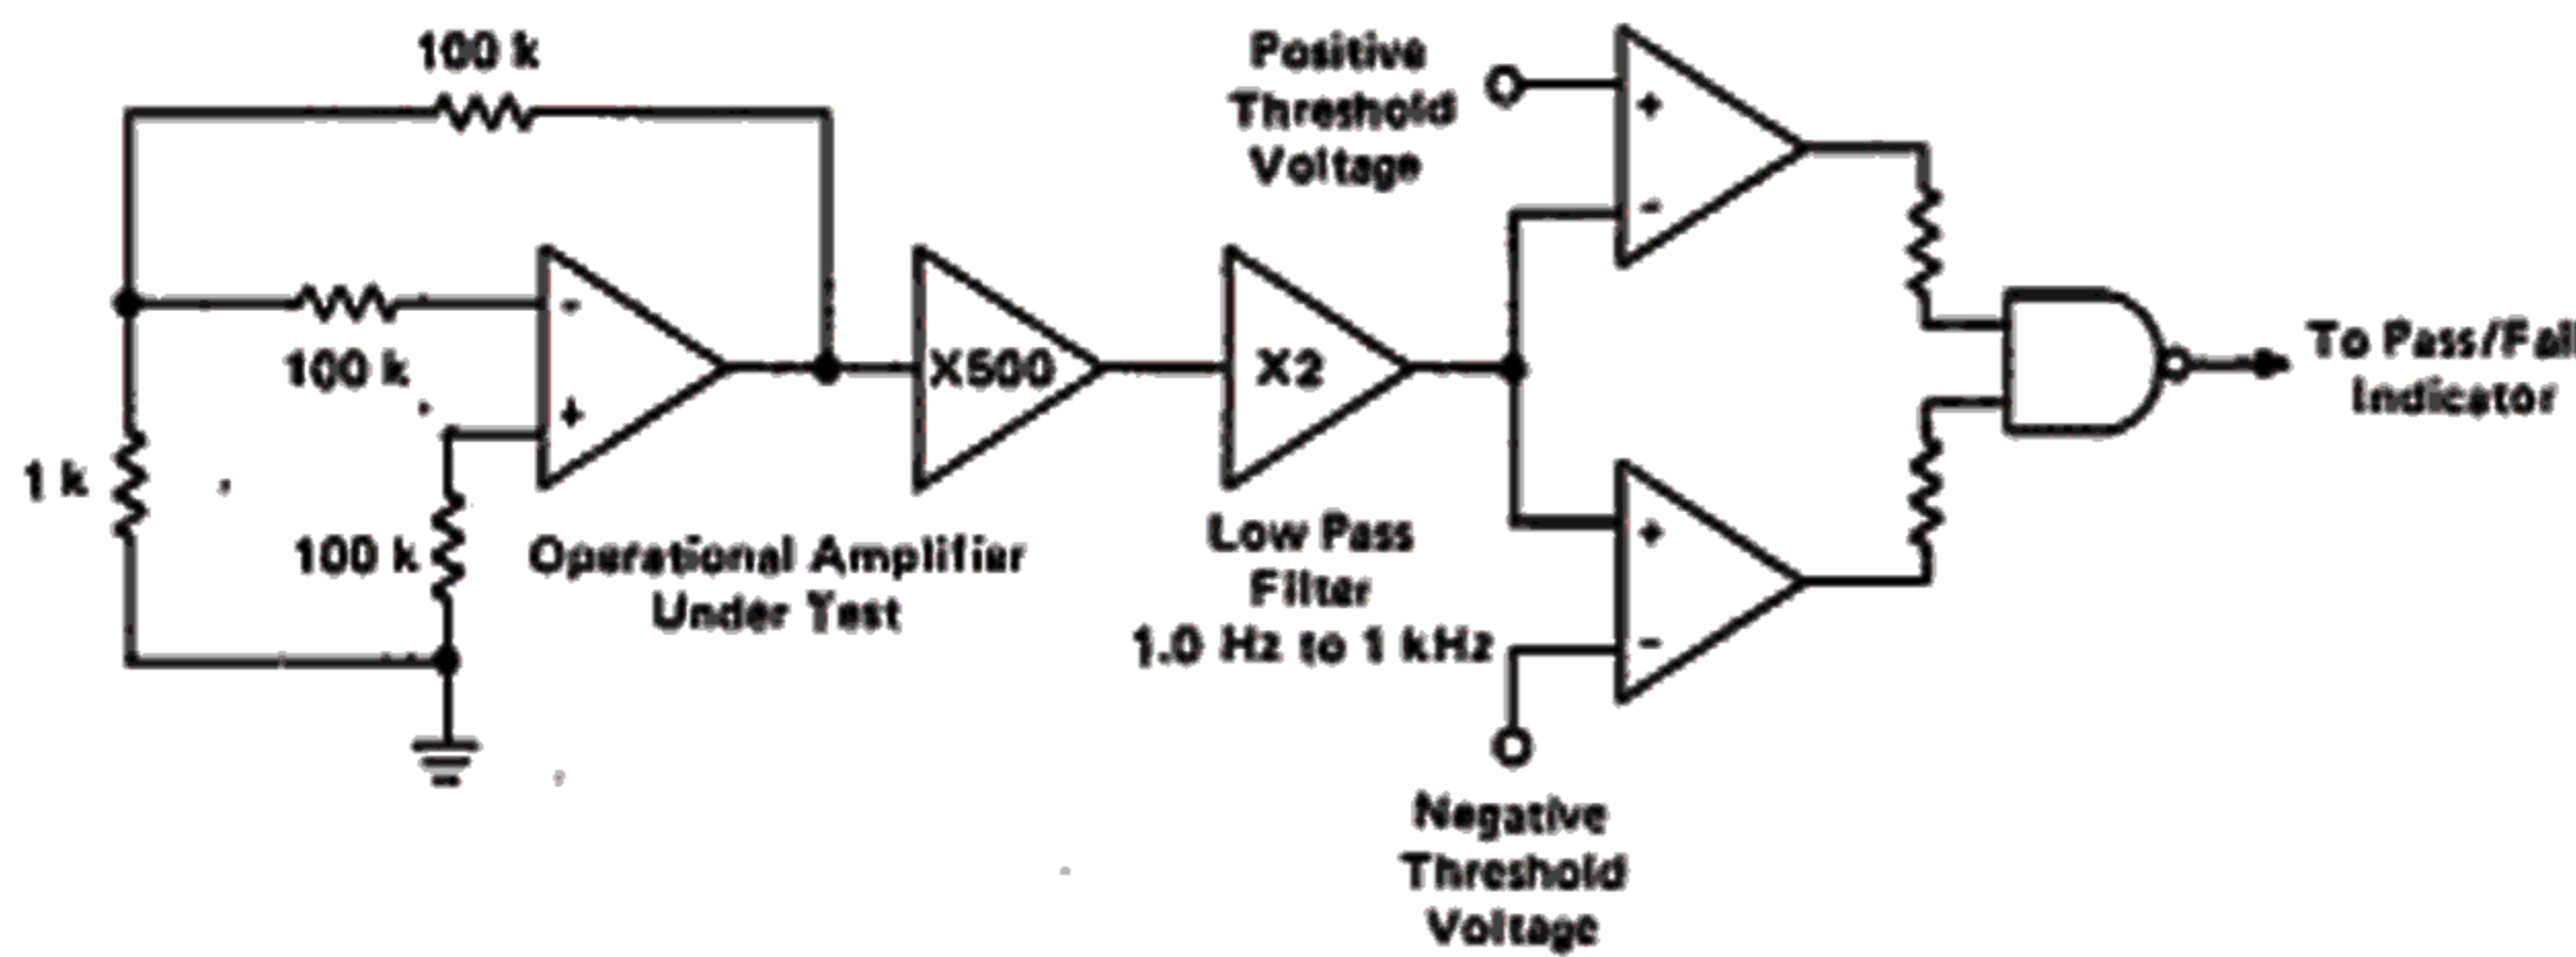 100 k
Positive
Threshold
Voltage
+
-
-
100 k
+
X500
X2
To Pass/Fail
Indicator
1 k
100 k
Operational Amplifier
Under Test
Low Pass
Filter
1.0 Hz to 1 kHz
+
-
Negative
Threshold
Voltage